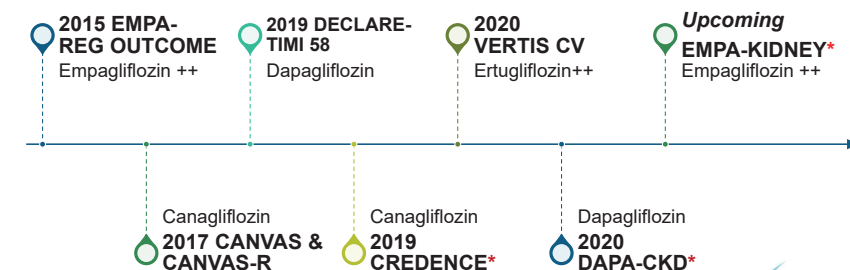 2015 EMPA-
REG OUTCOME
Empagliflozin ++
2019 DECLARE-
TIMI 58
Dapagliflozin
2020
VERTIS CV
Ertugliflozin++
Upcoming
EMPA-KIDNEY*
Empagliflozin ++
Canagliflozin
2017 CANVAS &
CANVAS-R
Canagliflozin
2019
CREDENCE*
Dapagliflozin
2020
DAPA-CKD*